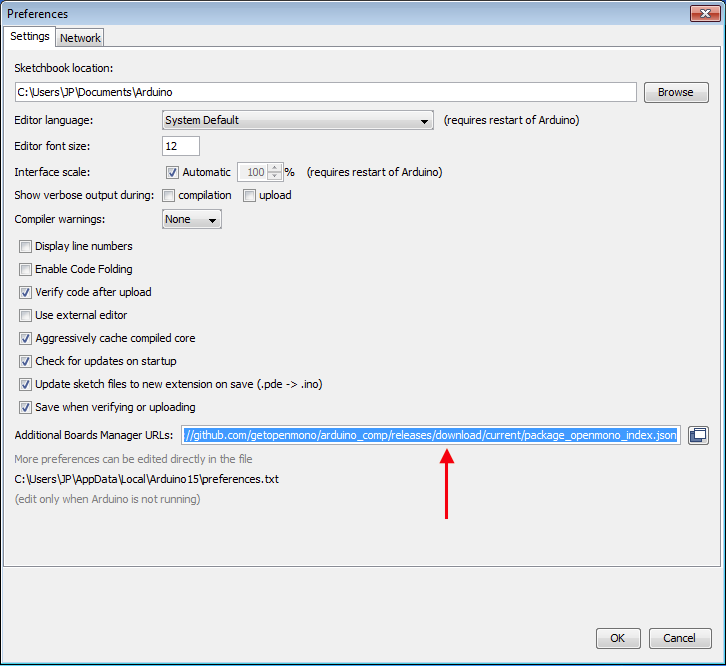 Preferences
Settings Network
Sketchbook location:
C:\Users\JP\Documents\Arduino Browse
Editor language: System Default (requires restart of Arduino)
Editor font size: 12
Interface scale: Automatic 100 % (requires restart of Arduino)
Show verbose output during: compilation upload
Compiler warnings: None
Display line numbers
Enable Code Folding
Verify code after upload
Use external editor
Aggressively cache compiled core
Check for updates on startup
Update sketch files to new extension on save (.pde -> .ino)
Save when verifying or uploading
Additional Boards Manager URLs: //github.com/getopenmono/arduino_comp/releases/download/current/package_openmono_index.json
More preferences can be edited directly in the file
C:\Users\JP\AppData\Local\Arduino15\preferences.txt
(edit only when Arduino is not running)
OK Cancel